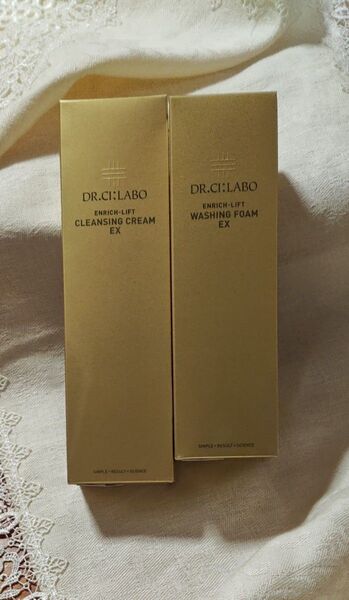 DR.CI:LABO
ENRICH-LIFT
CLEANSING CREAM
EX
SIMPLE • RESULT • SCIENCE
DR.CI:LABO
ENRICH-LIFT
WASHING FOAM
EX
SIMPLE • RESULT • SCIENCE